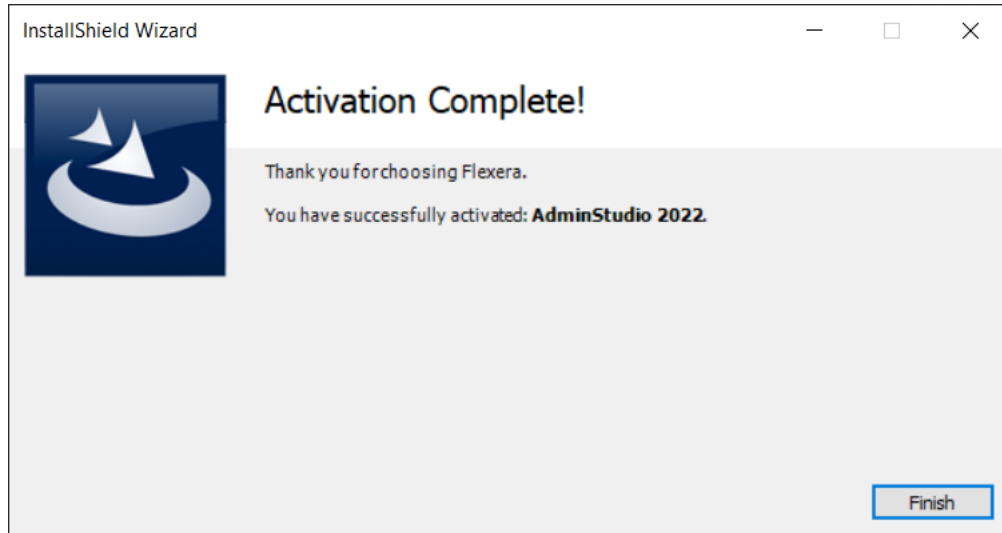 InstallShield Wizard
Activation Complete!
Thank you for choosing Flexera.
You have successfully activated: AdminStudio 2022.
Finish